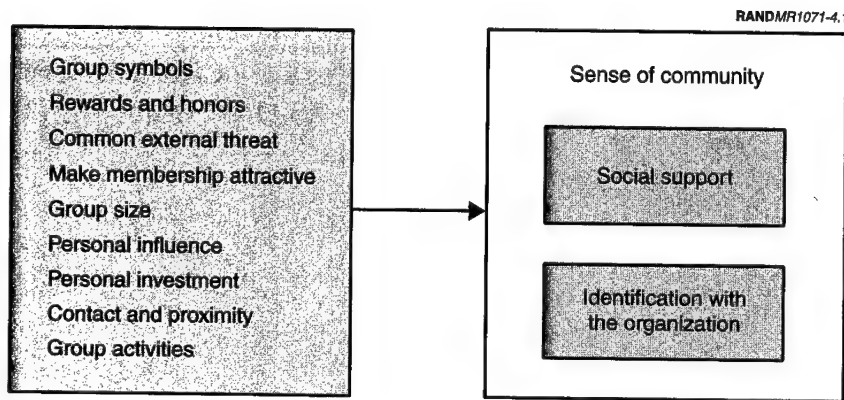 RANDMR1071-4.1
Group symbols
Rewards and honors
Common external threat
Make membership attractive
Group size
Personal influence
Personal investment
Contact and proximity
Group activities
Sense of community
Social support
Identification with
the organization